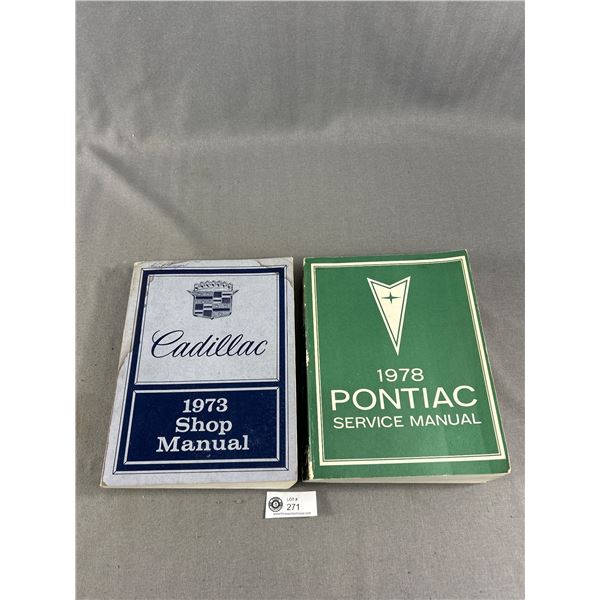 Cadillac
1973
Shop
Manual
1978
PONTIAC
SERVICE MANUAL
LOT #
271